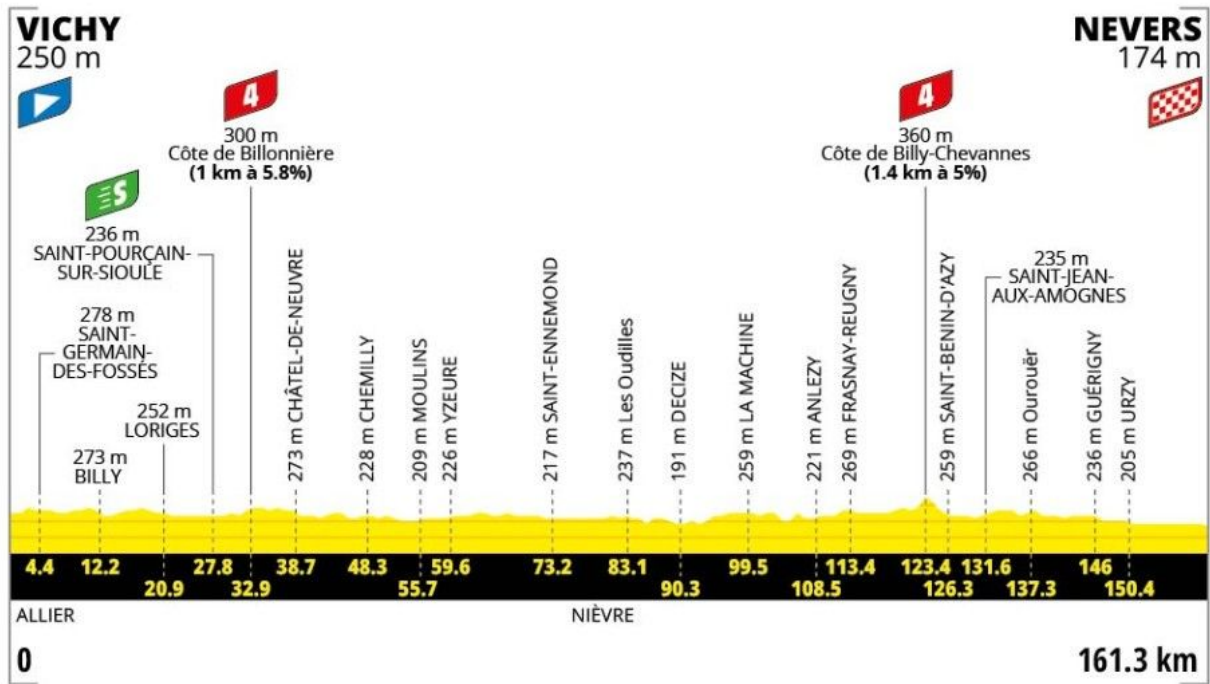 VICHY
250 m
NEVERS
174 m
4
300 m
Côte de Billonnière
(1 km à 5.8%)
4
360 m
Côte de Billy-Chevannes
(1.4 km à 5%)
S
236 m
SAINT-POURÇAIN-
SUR-SIOULE
278 m
SAINT-
GERMAIN-
DES-FOSSÉS
273 m
BILLY
252 m
LORIGES
273 m CHÂTEL-DE-NEUVRE
228 m CHEMILLY
209 m MOULINS
226 m YZEURE
217 m SAINT-ENNEMOND
237 m Les Oudilles
191 m DECIZE
259 m LA MACHINE
221 m ANLEZY
269 m FRASNAY-REUGNY
259 m SAINT-BENIN-D'AZY
235 m
SAINT-JEAN-
AUX-AMOGNES
266 m Ourouër
236 m GUÉRIGNY
205 m URZY
4.4 12.2 27.8 38.7 48.3 59.6 73.2 83.1 99.5 113.4 123.4 131.6 146
20.9 32.9 55.7 90.3 108.5 126.3 137.3 150.4
ALLIER
NIÈVRE
0
161.3 km